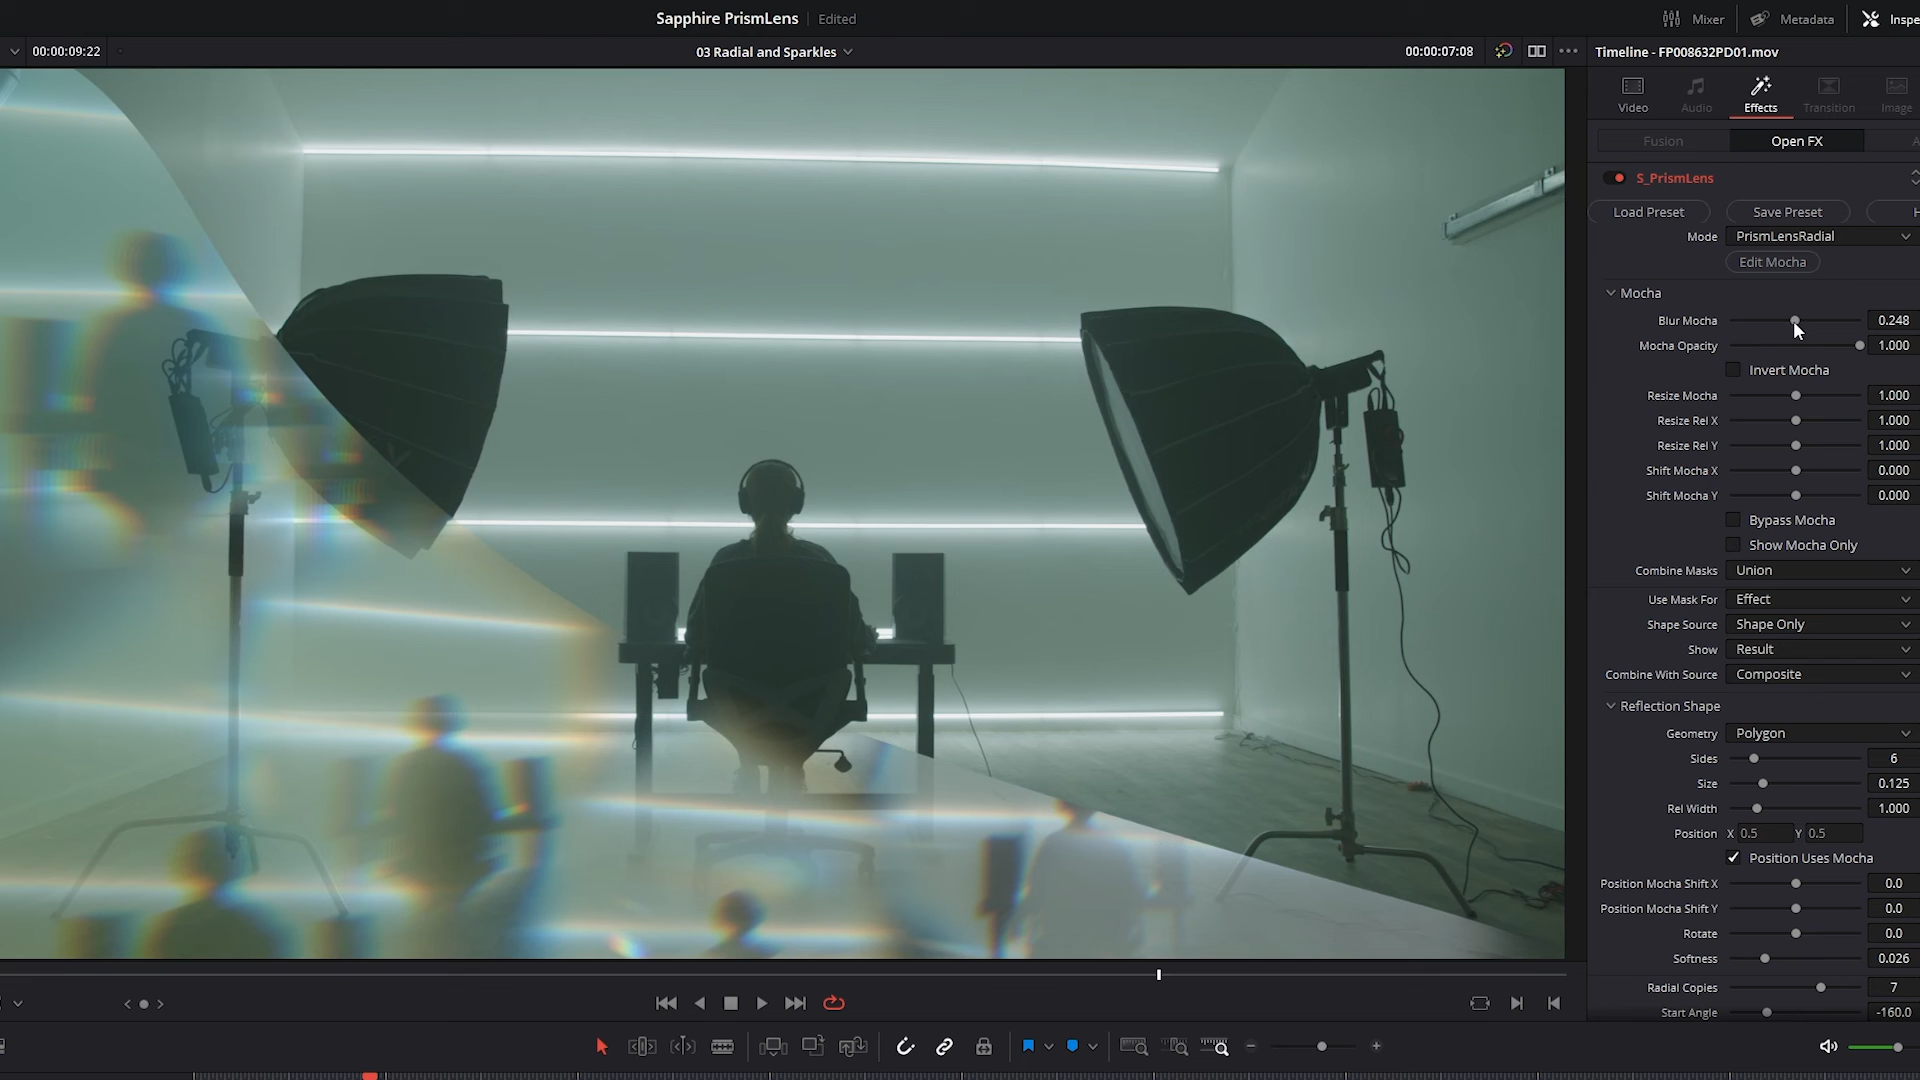 Sapphire PrismLens Edited
Mixer Metadata Inspe
00:00:09:22
03 Radial and Sparkles
00:00:07:08
Timeline - FP008632PD01.mov
Video Audio Effects Transition Image
Fusion Open FX A
S_PrismLens
Load Preset Save Preset H
Mode PrismLensRadial
Edit Mocha
Mocha
Blur Mocha 0.248
Mocha Opacity 1.000
Invert Mocha
Resize Mocha 1.000
Resize Rel X 1.000
Resize Rel Y 1.000
Shift Mocha X 0.000
Shift Mocha Y 0.000
Bypass Mocha
Show Mocha Only
Combine Masks Union
Use Mask For Effect
Shape Source Shape Only
Show Result
Combine With Source Composite
Reflection Shape
Geometry Polygon
Sides 6
Size 0.125
Rel Width 1.000
Position X 0.5 Y 0.5
Position Uses Mocha
Position Mocha Shift X 0.0
Position Mocha Shift Y 0.0
Rotate 0.0
Softness 0.026
Radial Copies 7
Start Angle -160.0